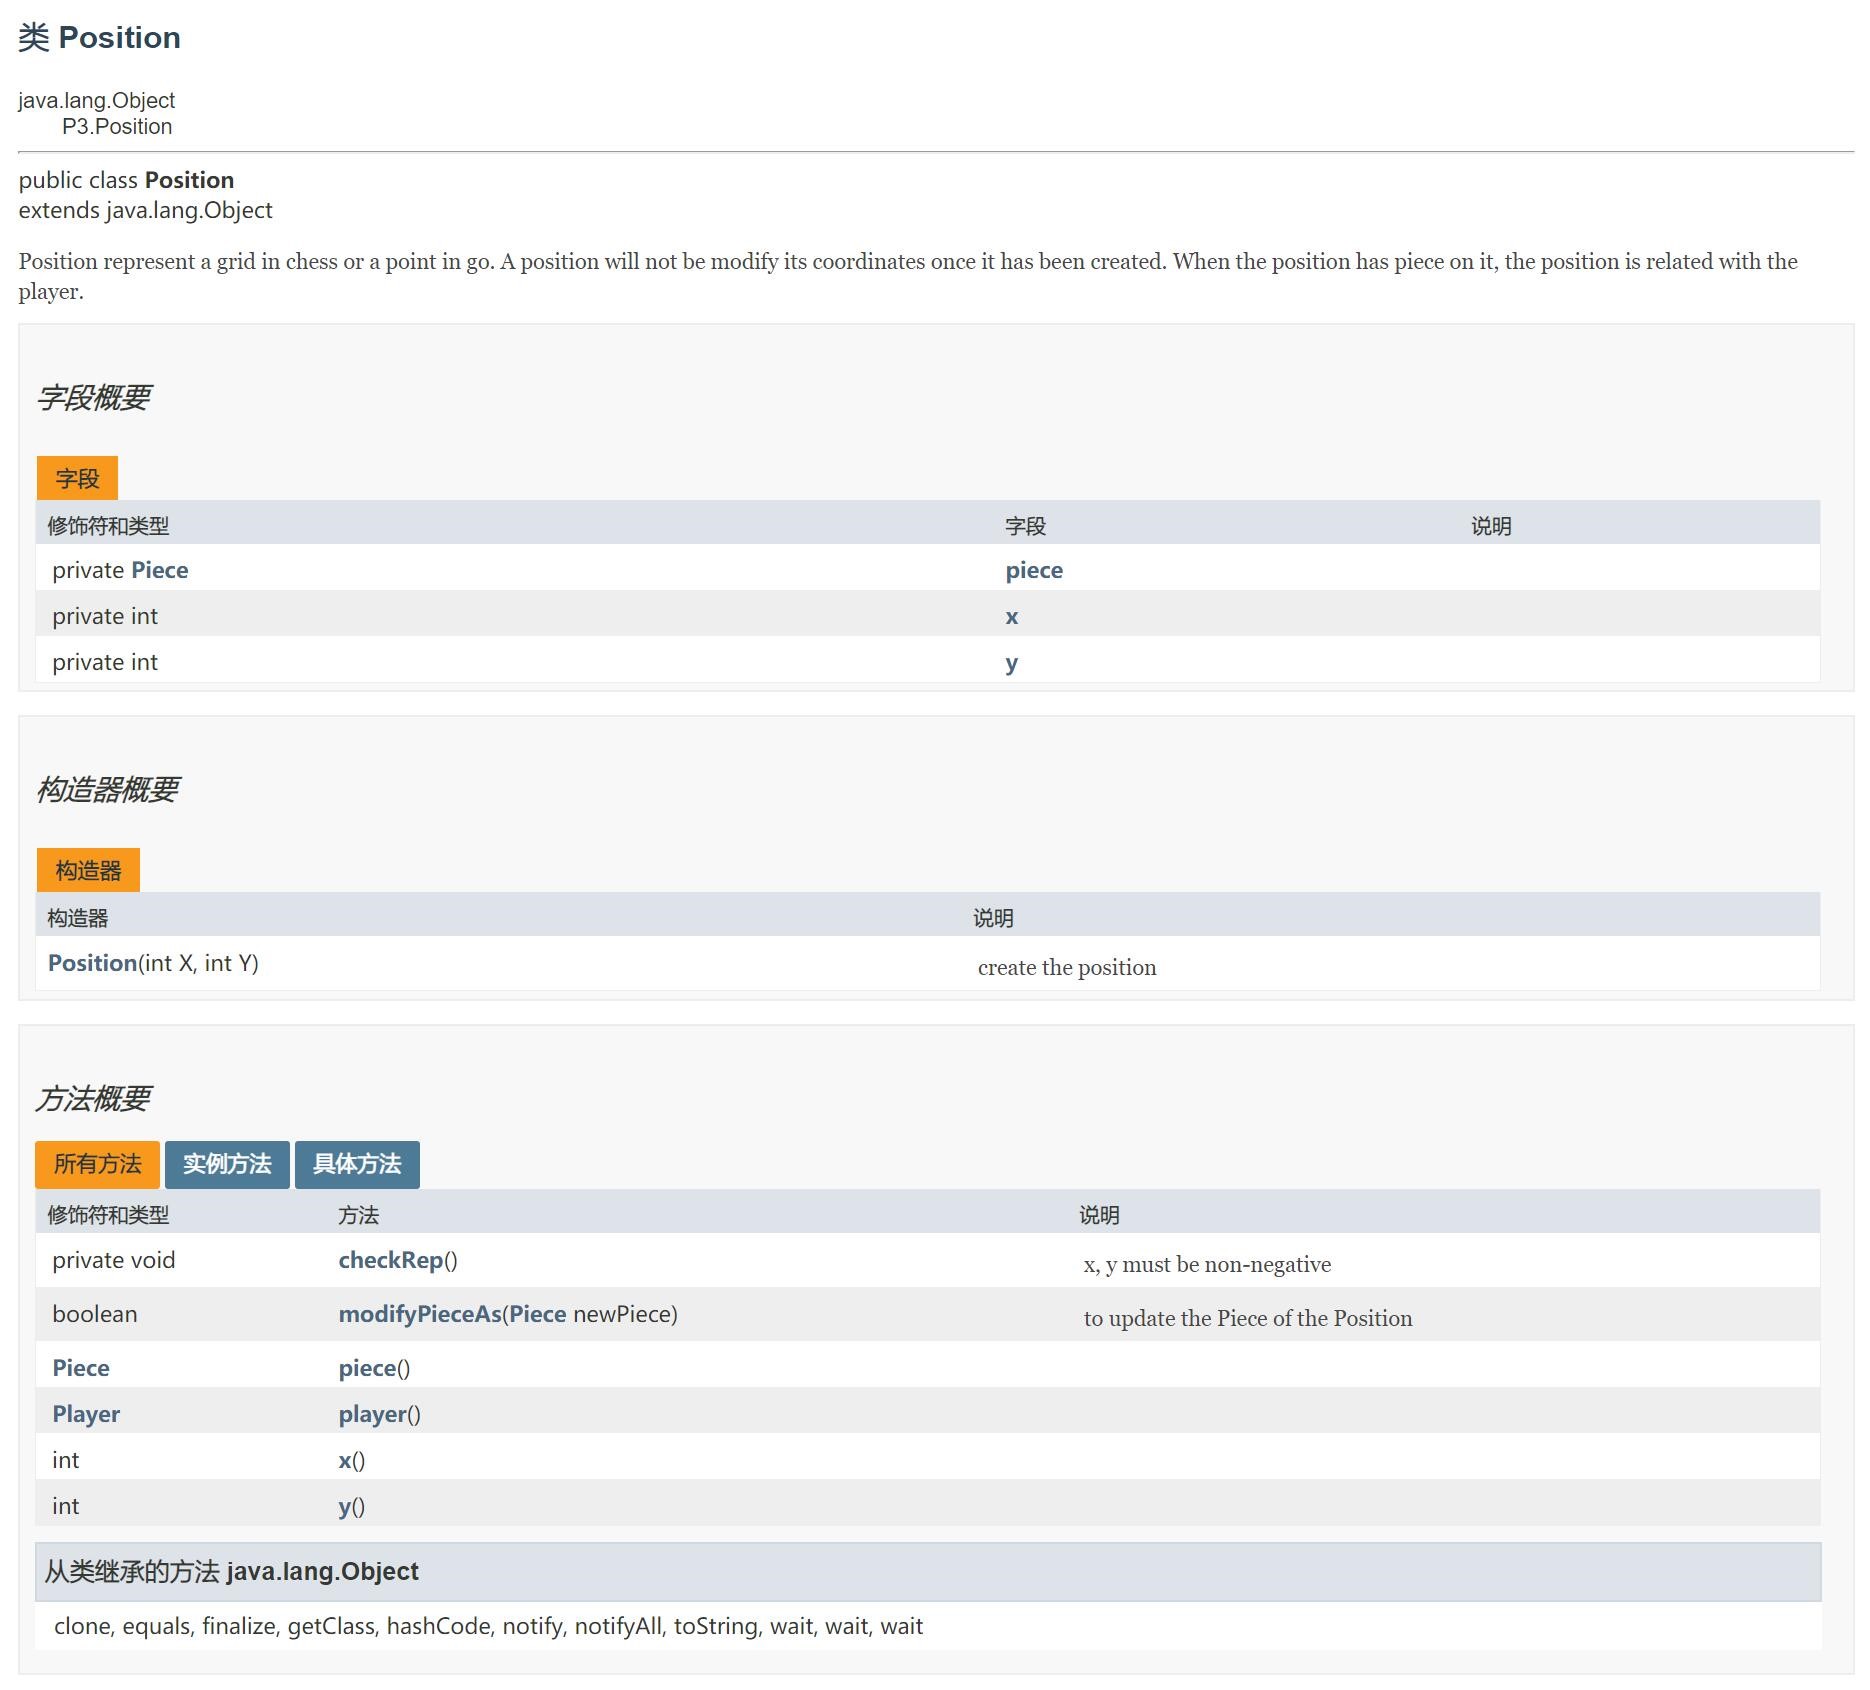 类 Position
java.lang.Object
P3.Position
public class Position
extends java.lang.Object
Position represent a grid in chess or a point in go. A position will not be modify its coordinates once it has been created. When the position has piece on it, the position is related with the
player.
字段概要
字段
修饰符和类型 字段 说明
private Piece piece
private int x
private int y
构造器概要
构造器
构造器 说明
Position(int X, int Y) create the position
方法概要
所有方法 实例方法 具体方法
修饰符和类型 方法 说明
private void checkRep() x, y must be non-negative
boolean modifyPieceAs(Piece newPiece) to update the Piece of the Position
Piece piece()
Player player()
int x()
int y()
从类继承的方法 java.lang.Object
clone, equals, finalize, getClass, hashCode, notify, notifyAll, toString, wait, wait, wait